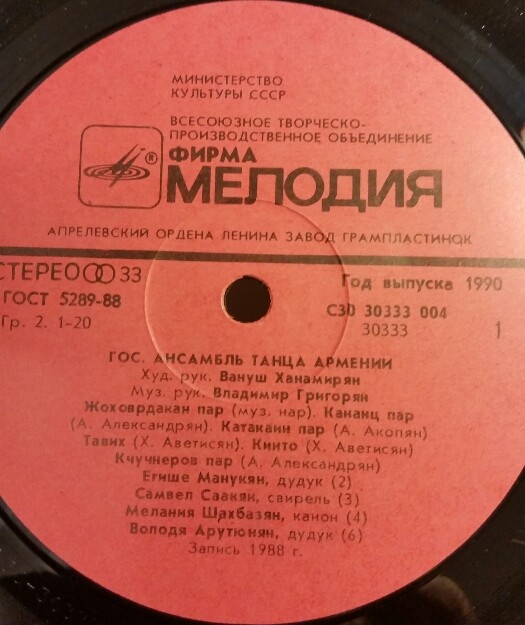 МИНИСТЕРСТВО
КУЛЬТУРЫ СССР
ВСЕСОЮЗНОЕ ТВОРЧЕСКО-
ПРОИЗВОДСТВЕННОЕ ОБЪЕДИНЕНИЕ
®
ФИРМА
МЕЛОДИЯ
АПРЕЛЕВСКИЙ ОРДЕНА ЛЕНИНА ЗАВОД ГРАМПЛАСТИНОК
СТЕРЕО 33
Год выпуска 1990
ГОСТ 5289-88
С30 30333 004
Гр. 2. 1-20
30333
1
ГОС. АНСАМБЛЬ ТАНЦА АРМЕНИИ
Худ. рук. Вануш Ханамирян
Муз. рук. Владимир Григорян
Жоховрдакан пар (муз. нар). Кананц пар
(А. Александрян). Катакаин пар (А. Акопян)
Тавих (Х. Аветисян). Кинто (Х. Аветисян)
Кчучнеров пар (А. Александрян)
Егише Манукян, дудук (2)
Самвел Саакян, свирель (3)
Мелания Шахбазян, канон (4)
Володя Арутюнян, дудук (6)
Запись 1988 г.